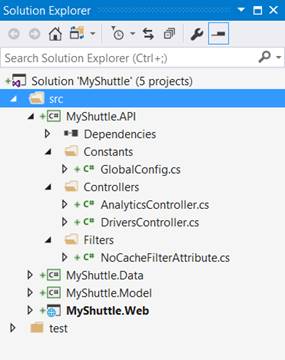 Solution Explorer
Search Solution Explorer (Ctrl+;)
Solution 'MyShuttle' (5 projects)
src
MyShuttle.API
Dependencies
Constants
GlobalConfig.cs
Controllers
AnalyticsController.cs
DriversController.cs
Filters
NoCacheFilterAttribute.cs
MyShuttle.Data
MyShuttle.Model
MyShuttle.Web
test